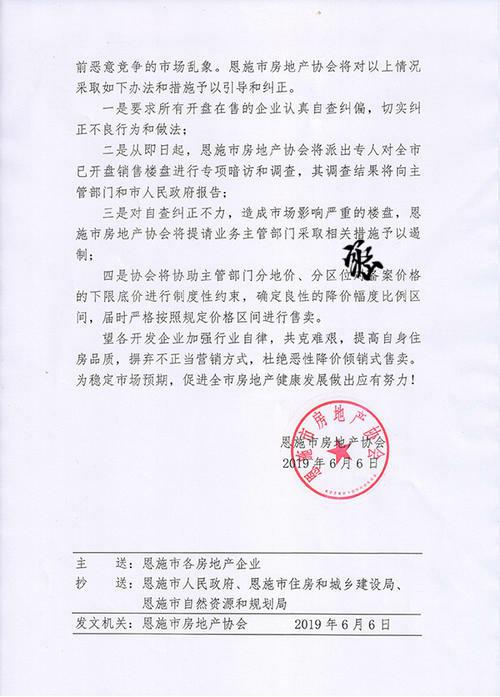 前恶意竞争的市场乱象。恩施市房地产协会将对以上情况
采取如下办法和措施予以引导和纠正。
一是要求所有开盘在售的企业认真自查纠偏，切实纠
正不良行为和做法；
二是从即日起，恩施市房地产协会将派出专人对全市
已开盘销售楼盘进行专项暗访和调查，其调查结果将向主
管部门和市人民政府报告；
三是对自查纠正不力，造成市场影响严重的楼盘，恩
施市房地产协会将提请业务主管部门采取相关措施予以遏
制；
四是协会将协助主管部门分地价、分区位 备案价格
的下限底价进行制度性约束，确定良性的降价幅度比例区
间，届时严格按照规定价格区间进行售卖。
望各开发企业加强行业自律，共克难艰，提高自身住
房品质，摒弃不正当营销方式，杜绝恶性降价倾销式售卖。
为稳定市场预期，促进全市房地产健康发展做出应有努力！
恩施市房地产协会
恩施市房地产协会
2019年6月6日
主　送：恩施市各房地产企业
抄　送：恩施市人民政府、恩施市住房和城乡建设局、
恩施市自然资源和规划局
发文机关：恩施市房地产协会　2019年6月6日